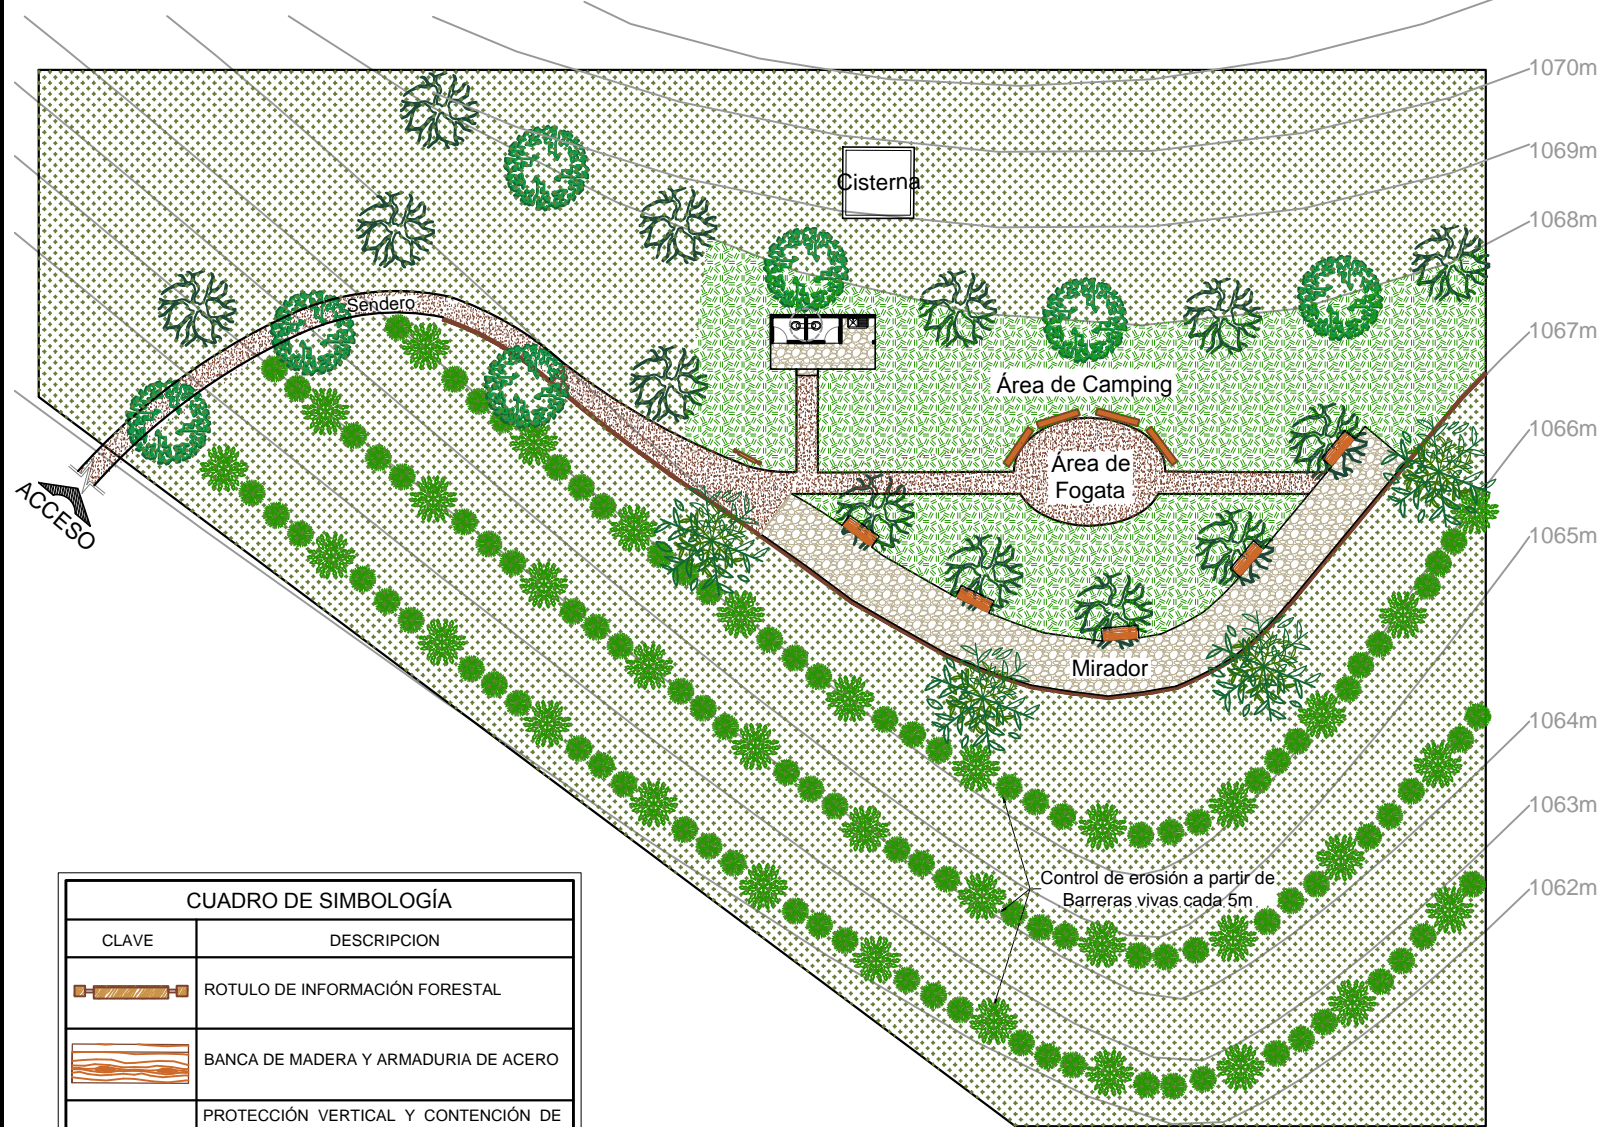 1070m
1069m
Cisterna
1068m
Sendero
1067m
Área de Camping
1066m
Área de
Fogata
ACCESO
1065m
Mirador
1064m
1063m
Control de erosión a partir de
Barreras vivas cada 5m
1062m
CUADRO DE SIMBOLOGÍA
CLAVE
DESCRIPCION
ROTULO DE INFORMACIÓN FORESTAL
BANCA DE MADERA Y ARMADURIA DE ACERO
PROTECCIÓN VERTICAL Y CONTENCIÓN DE